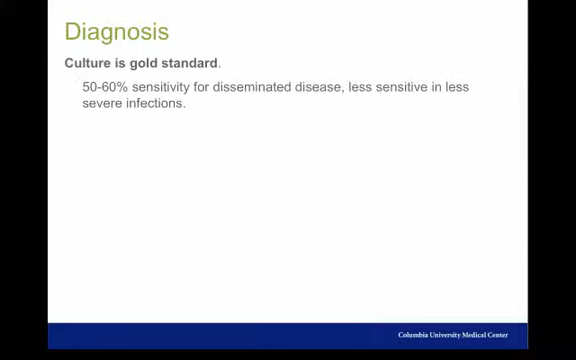 Diagnosis
Culture is gold standard.
50-60% sensitivity for disseminated disease, less sensitive in less
severe infections.
Columbia University Medical Center